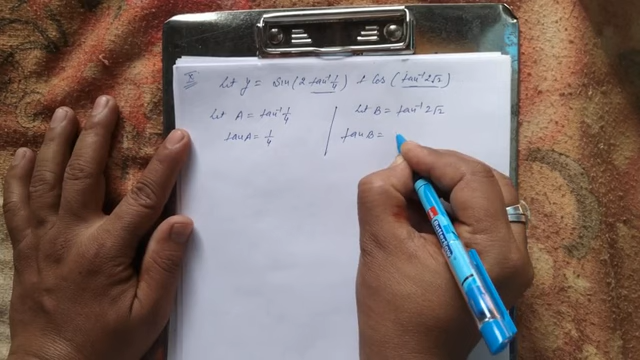 Let y = sin(2 tan⁻¹ 1/4) + cos(tan⁻¹ 2√2)
Let A = tan⁻¹ 1/4
tan A = 1/4
Let B = tan⁻¹ 2√2
tan B =